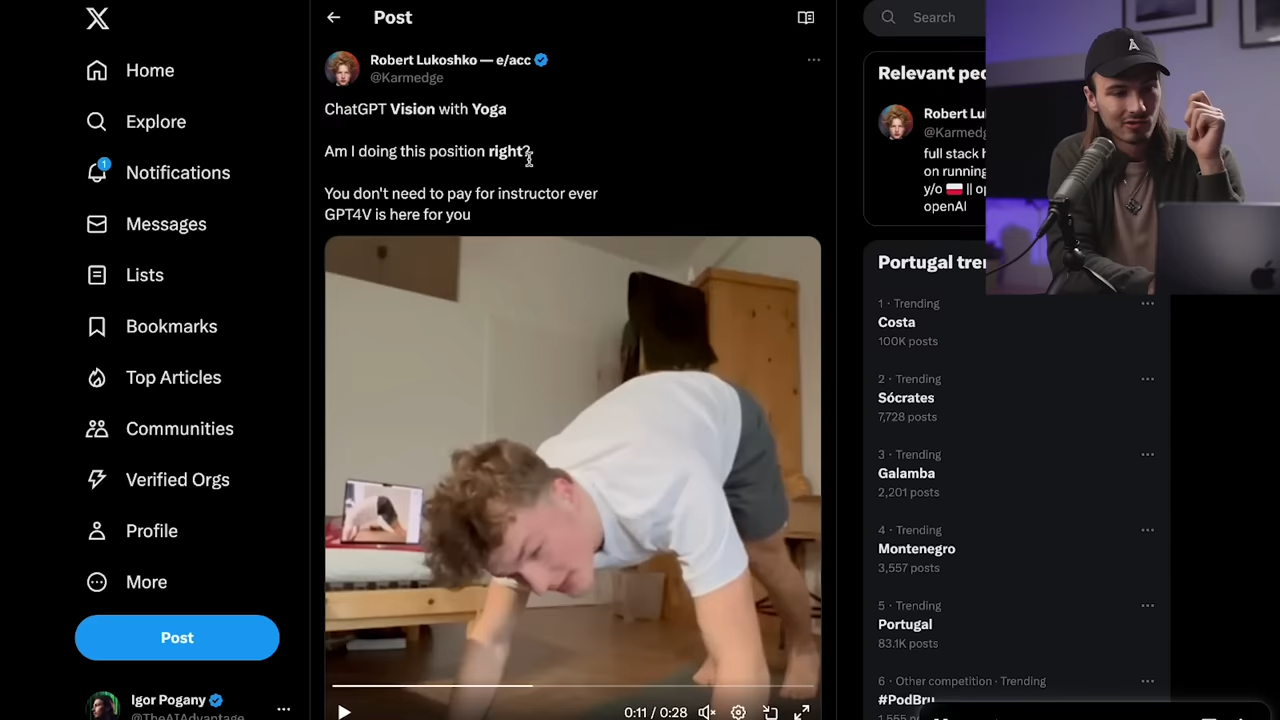 Home
Explore
1
Notifications
Messages
Lists
Bookmarks
Top Articles
Communities
Verified Orgs
Profile
More
Post
Igor Pogany
@TheAIAdvantage
Post
Robert Lukoshko — e/acc
@Karmedge
ChatGPT Vision with Yoga
Am I doing this position right?
You don't need to pay for instructor ever
GPT4V is here for you
0:11 / 0:28
Search
Relevant
Robert
full stack
on running
y/o
openAI
Portugal
1 · Trending
Costa
100K posts
2 · Trending
Sócrates
7,728 posts
3 · Trending
Galamba
2,201 posts
4 · Trending
Montenegro
3,557 posts
5 · Trending
Portugal
83.1K posts
6 · Other competition · Trending